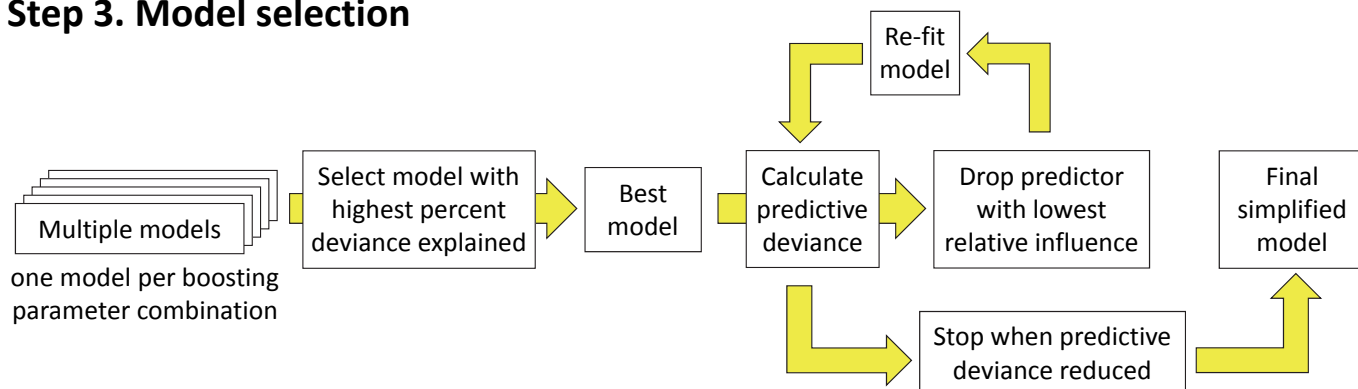 Step 3. Model selection
Re-fit
model
Multiple models
one model per boosting
parameter combination
Select model with
highest percent
deviance explained
Best
model
Calculate
predictive
deviance
Drop predictor
with lowest
relative influence
Final
simplified
model
Stop when predictive
deviance reduced